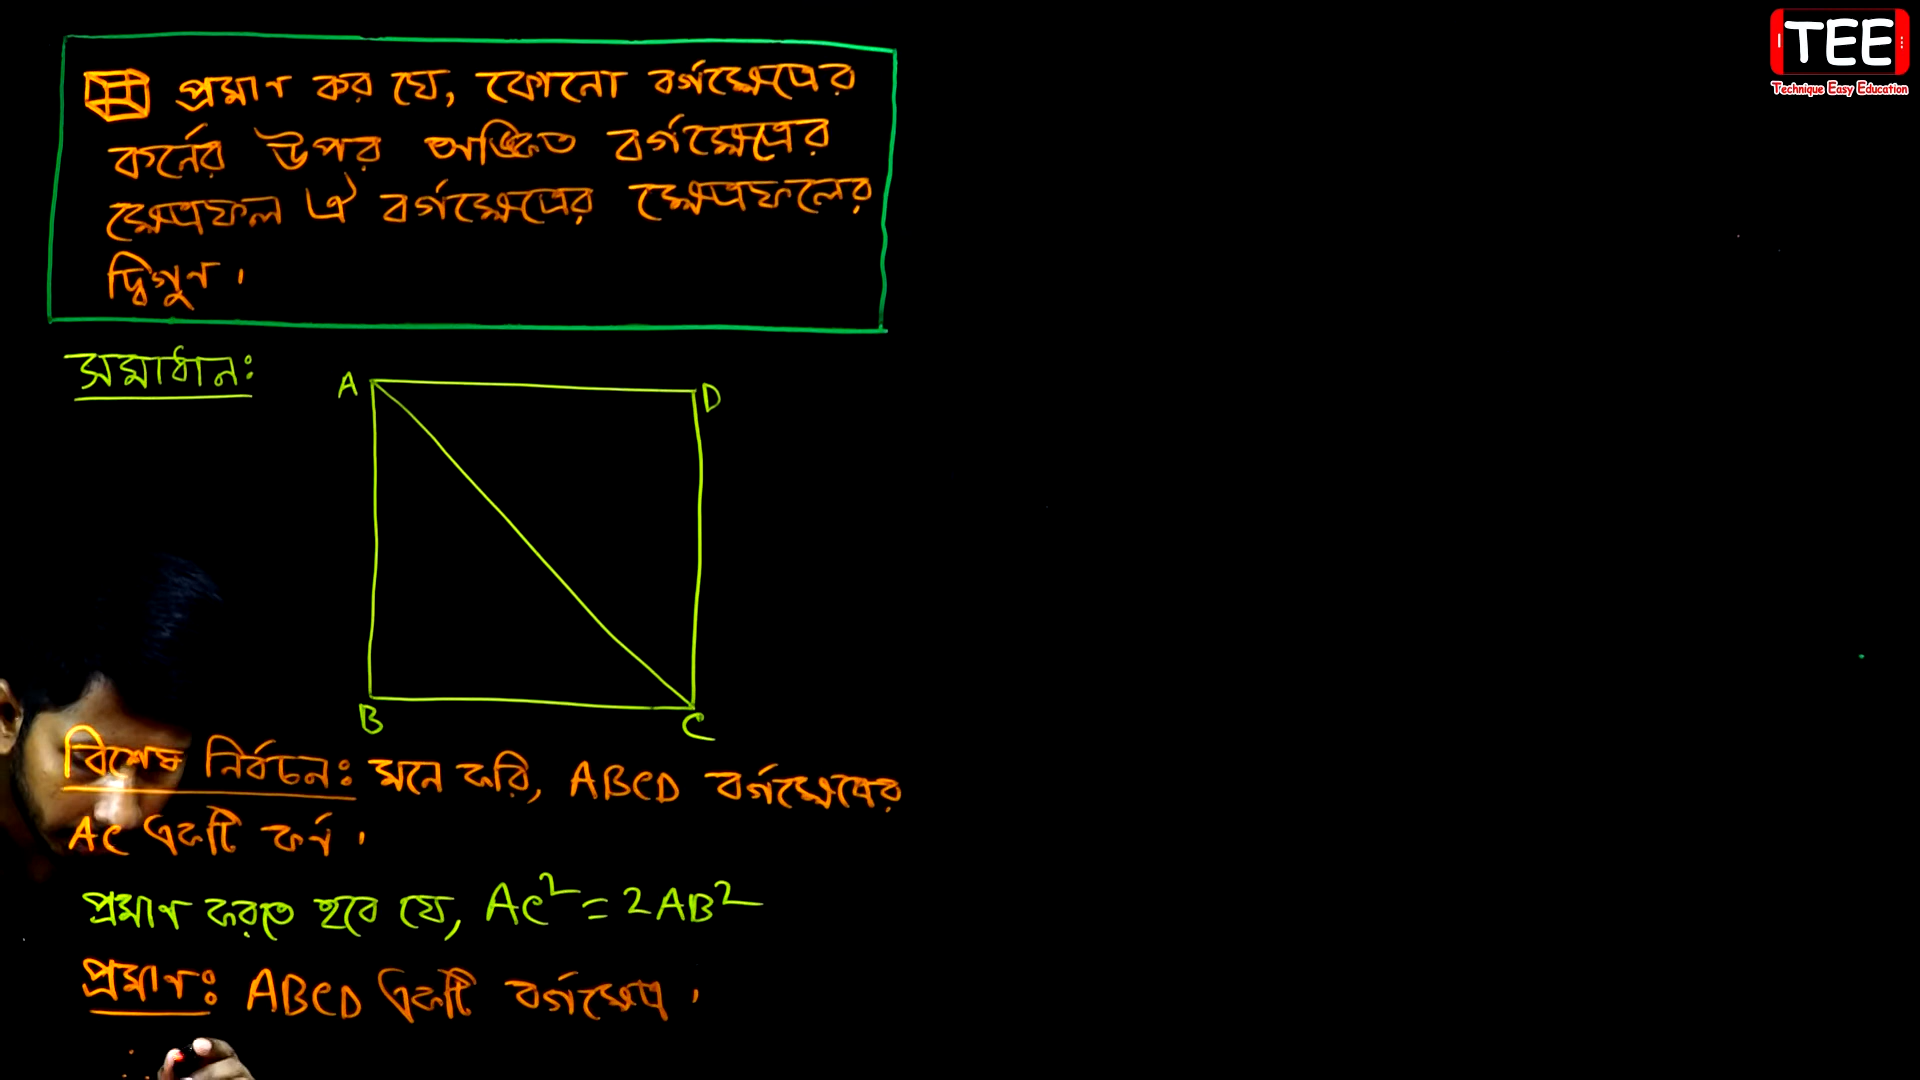 TEE
Technique Easy Education
প্রমাণ কর যে, কোনো বর্গক্ষেত্রের
কর্নের উপর অঙ্কিত বর্গক্ষেত্রের
ক্ষেত্রফল ঐ বর্গক্ষেত্রের ক্ষেত্রফলের
দ্বিগুণ।
সমাধানঃ
A
D
B
C
বিশেষ নির্বচনঃ মনে করি, ABCD বর্গক্ষেত্রের
AC একটি কর্ণ।
প্রমাণ করতে হবে যে, AC² = 2AB²
প্রমাণঃ ABCD একটি বর্গক্ষেত্র।